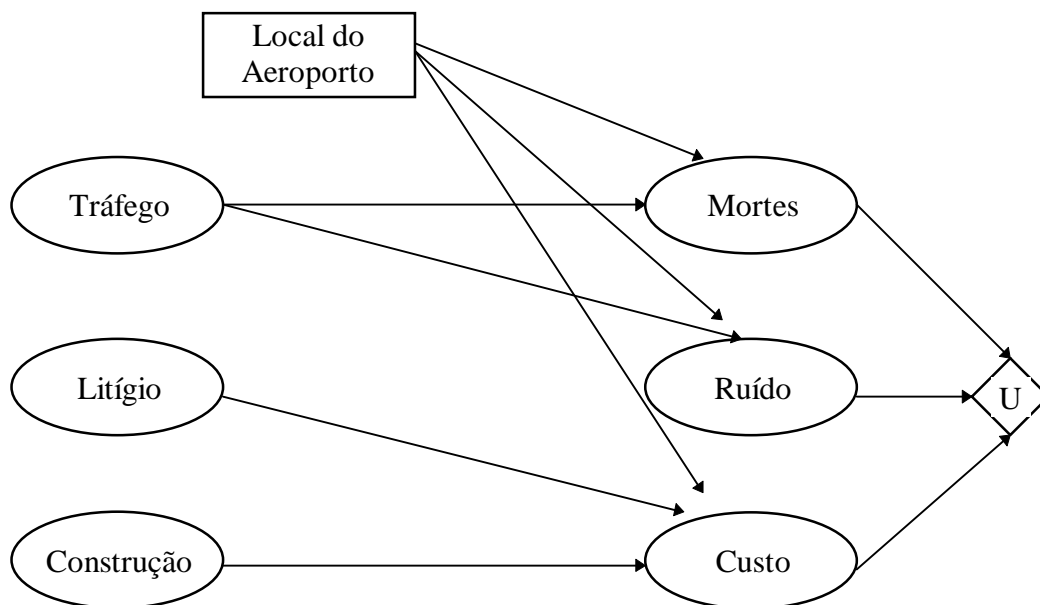 Local do
Aeroporto
Tráfego
Mortes
Litígio
Ruído
U
Construção
Custo